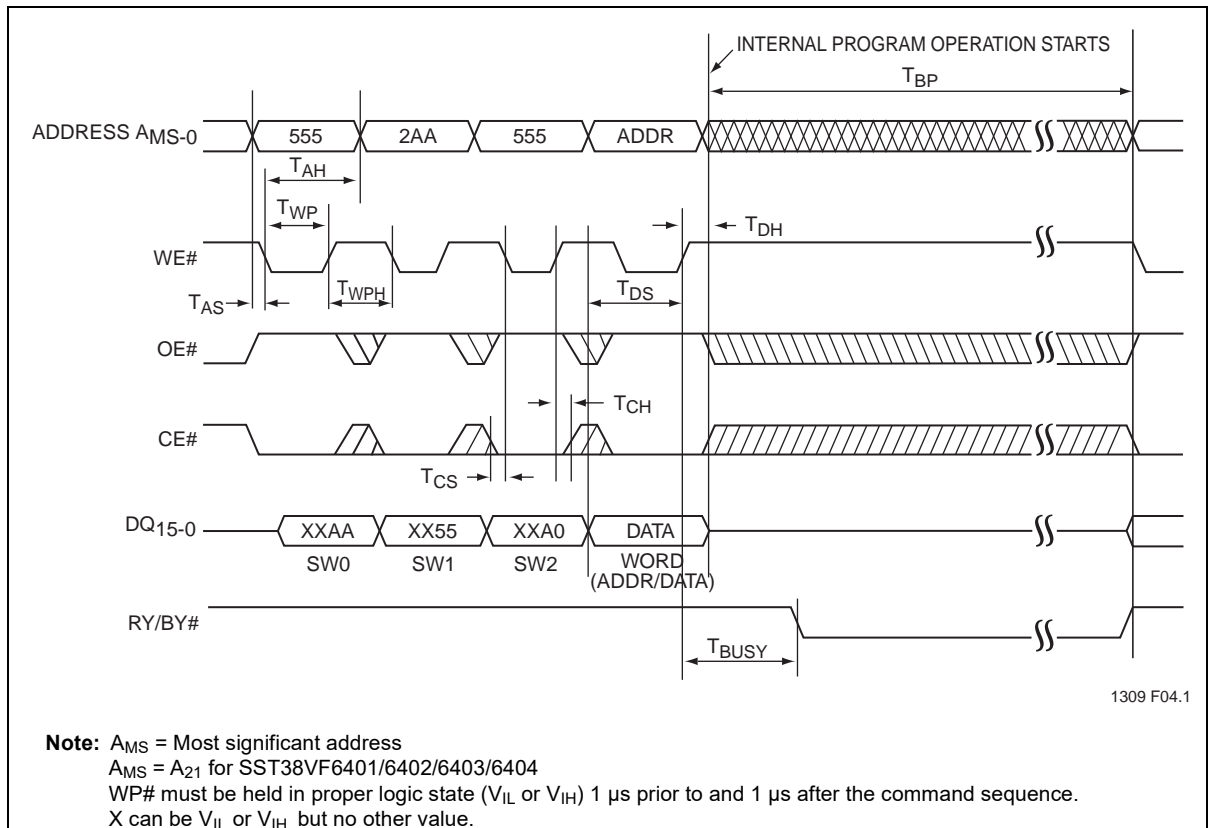 INTERNAL PROGRAM OPERATION STARTS
TBP
ADDRESS AMS-0
555
2AA
555
ADDR
TAH
TWP
TDH
WE#
TAS
TWPH
TDS
OE#
TCH
CE#
TCS
DQ15-0
XXAA
XX55
XXA0
DATA
SW0
SW1
SW2
WORD
(ADDR/DATA)
RY/BY#
TBUSY
1309 F04.1
Note: AMS = Most significant address
AMS = A21 for SST38VF6401/6402/6403/6404
WP# must be held in proper logic state (VIL or VIH) 1 µs prior to and 1 µs after the command sequence.
X can be VIL or VIH but no other value.